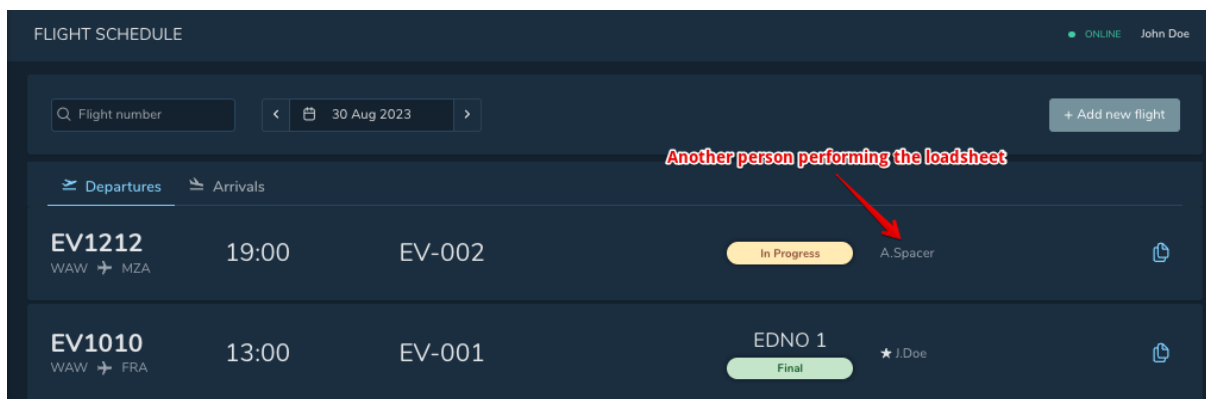 FLIGHT SCHEDULE
ONLINE John Doe
Flight number
30 Aug 2023
+ Add new flight
Another person performing the loadsheet
Departures Arrivals
EV1212 19:00 EV-002 In Progress A.Spacer
WAW MZA
EDNO 1
EV1010 13:00 EV-001 J.Doe
WAW FRA Final